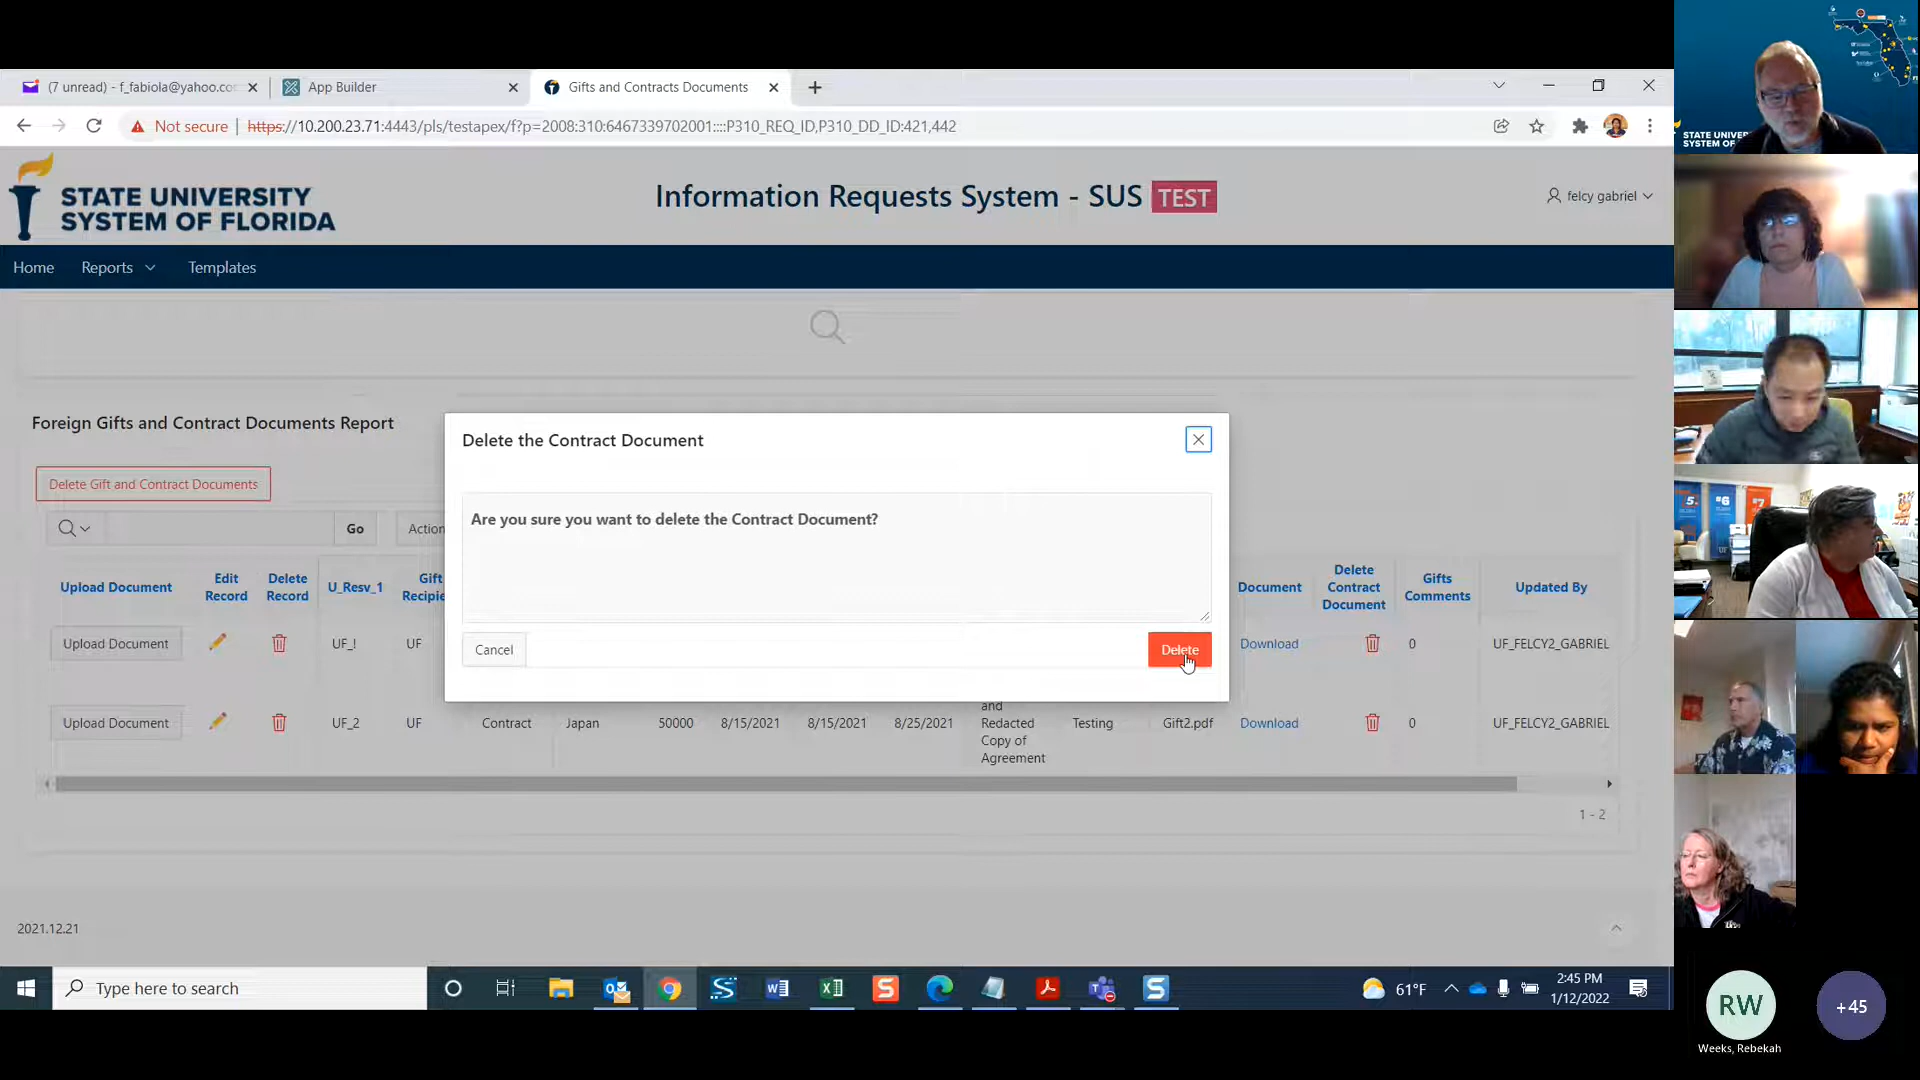 (7 unread) - f_fabiola@yahoo.co
App Builder
Gifts and Contracts Documents
Not secure | https://10.200.23.71:4443/pls/testapex/f?p=2008:310:6467339702001::::P310_REQ_ID,P310_DD_ID:421,442
STATE UNIVERSITY
SYSTEM OF FLORIDA
Information Requests System - SUS TEST
felcy gabriel
Home Reports Templates
Foreign Gifts and Contract Documents Report
Delete Gift and Contract Documents
Go
Action
Delete the Contract Document
Are you sure you want to delete the Contract Document?
Cancel
Delete
Upload Document
Edit
Record
Delete
Record
U_Resv_1
Gift
Recipie
Document
Delete
Contract
Document
Gifts
Comments
Updated By
Upload Document UF_! UF Download 0 UF_FELCY2_GABRIEL
Upload Document UF_2 UF Contract Japan 50000 8/15/2021 8/15/2021 8/25/2021
and
Redacted
Copy of
Agreement
Testing Gift2.pdf Download 0 UF_FELCY2_GABRIEL
1 - 2
2021.12.21
Type here to search
61°F
2:45 PM
1/12/2022
STATE UNIVER
SYSTEM OF
#6
RW
Weeks, Rebekah
+45